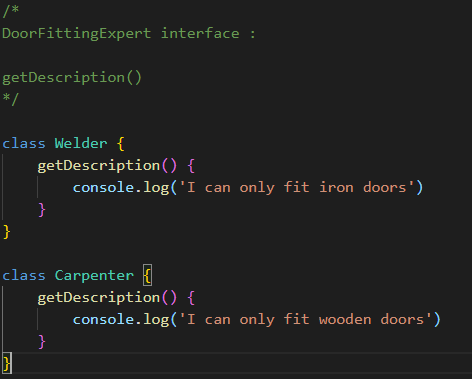 /*
DoorFittingExpert interface :

getDescription()
*/

class Welder {
    getDescription() {
        console.log('I can only fit iron doors')
    }
}

class Carpenter {
    getDescription() {
        console.log('I can only fit wooden doors')
    }
}